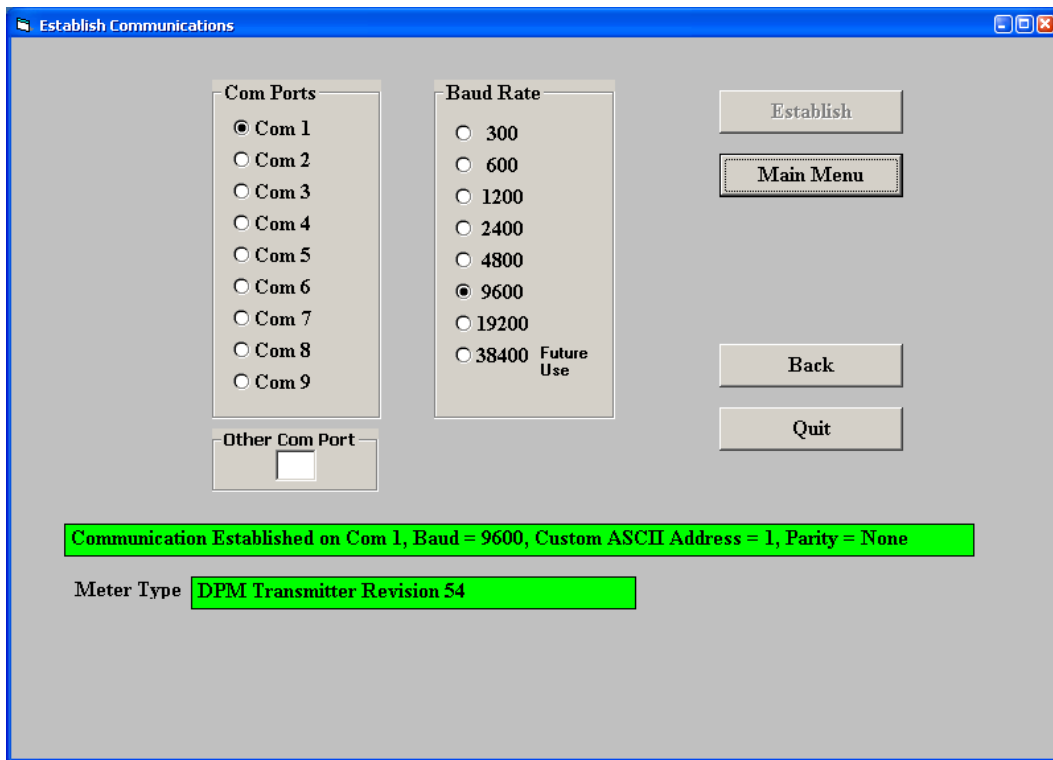 Establish Communications
Com Ports
Com 1
Com 2
Com 3
Com 4
Com 5
Com 6
Com 7
Com 8
Com 9
Other Com Port
Baud Rate
300
600
1200
2400
4800
9600
19200
38400 Future
Use
Establish
Main Menu
Back
Quit
Communication Established on Com 1, Baud = 9600, Custom ASCII Address = 1, Parity = None
Meter Type DPM Transmitter Revision 54